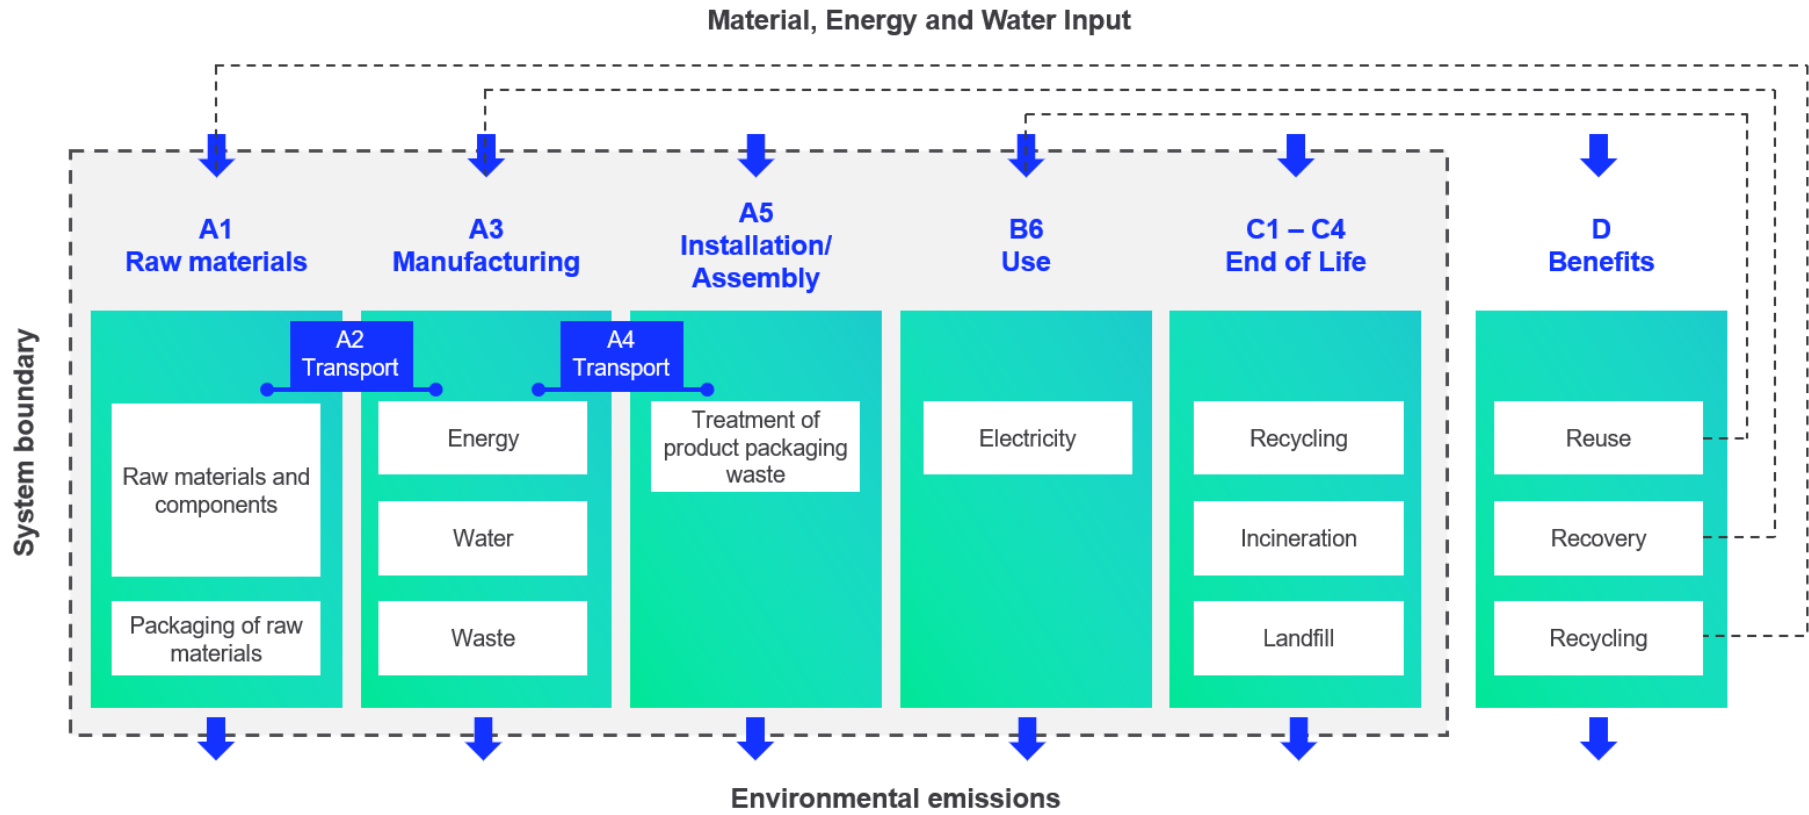 Material, Energy and Water Input
System boundary
A1
Raw materials
A3
Manufacturing
A5
Installation/
Assembly
B6
Use
C1 – C4
End of Life
D
Benefits
A2
Transport
A4
Transport
Raw materials and
components
Packaging of raw
materials
Energy
Water
Waste
Treatment of
product packaging
waste
Electricity
Recycling
Incineration
Landfill
Reuse
Recovery
Recycling
Environmental emissions